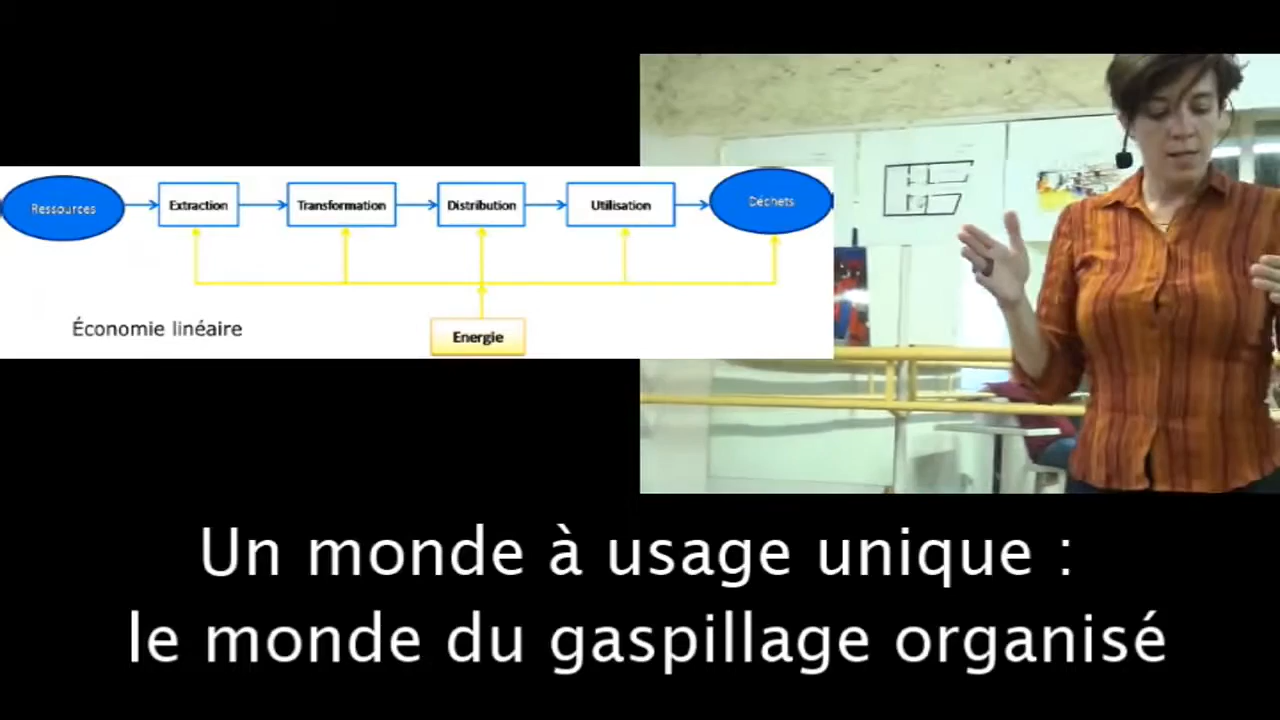 Ressources
Extraction
Transformation
Distribution
Utilisation
Déchets
Économie linéaire
Energie
Un monde à usage unique :
le monde du gaspillage organisé